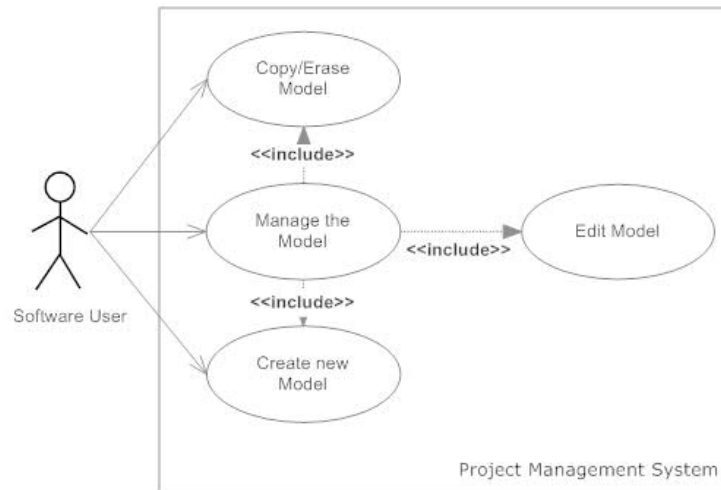 Copy/Erase
Model
<<include>>
Manage the
Model
<<include>>
Edit Model
<<include>>
Software User
Create new
Model
Project Management System